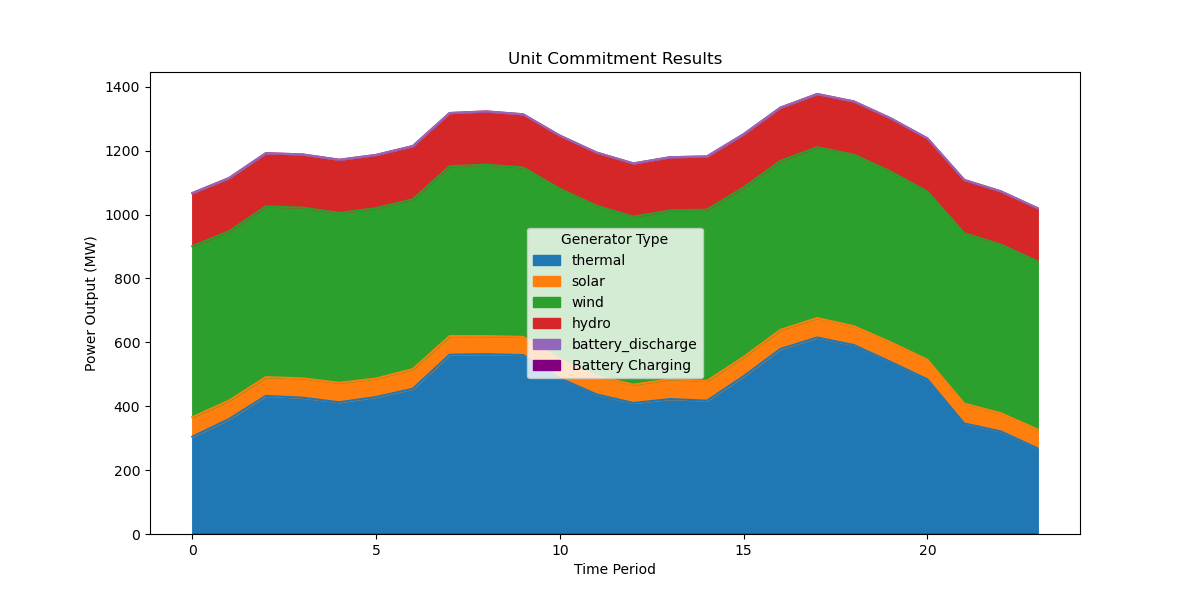 Unit Commitment Results
1400
1200
1000
800
600
400
200
0
Power Output (MW)
Generator Type
thermal
solar
wind
hydro
battery_discharge
Battery Charging
0 5 10 15 20
Time Period